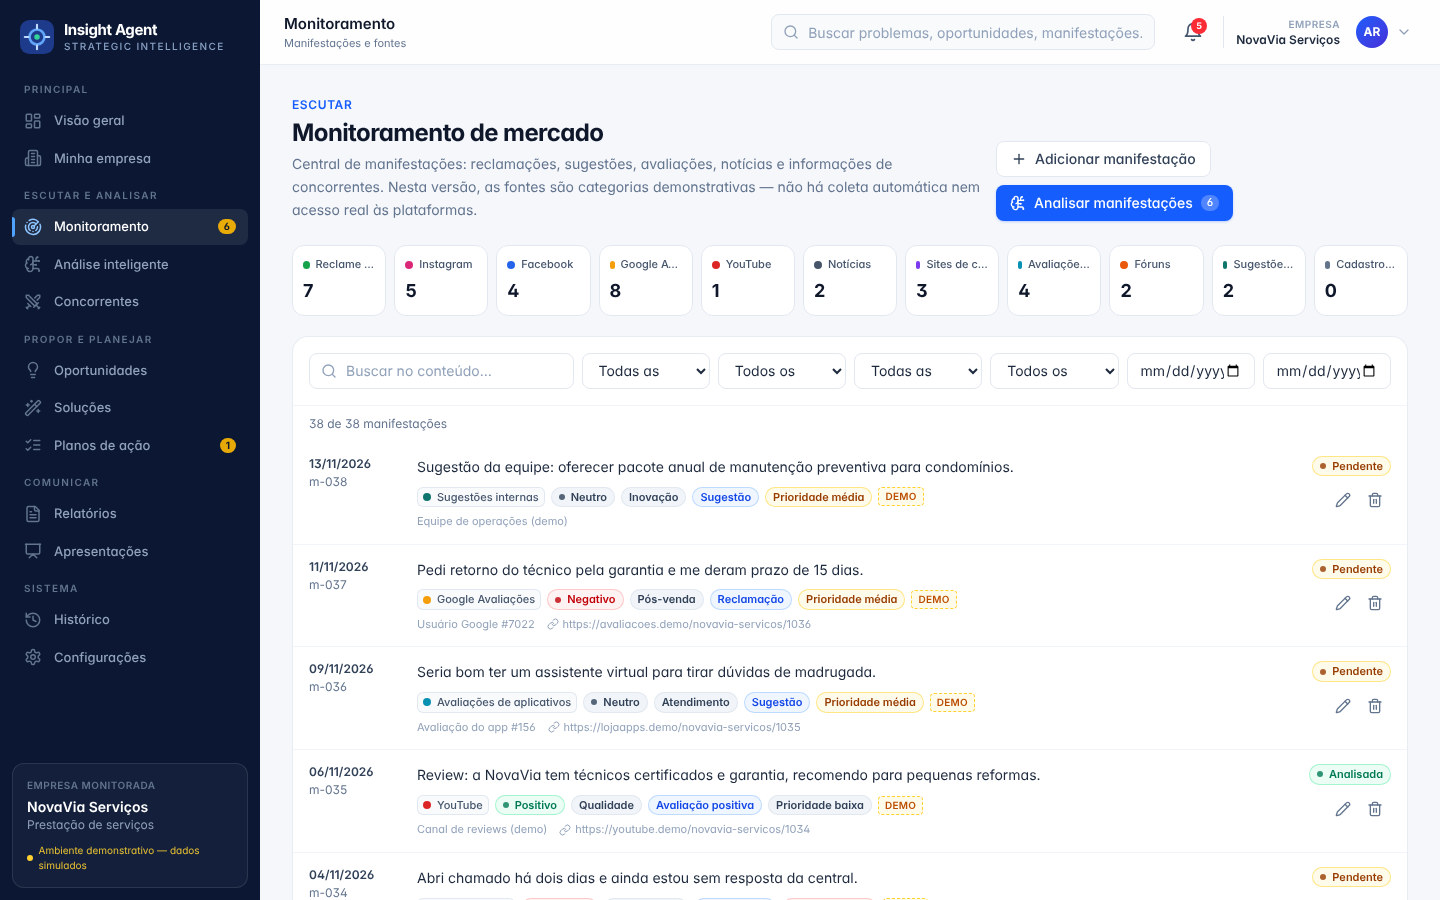 Insight Agent
STRATEGIC INTELLIGENCE
PRINCIPAL
Visão geral
Minha empresa
ESCUTAR E ANALISAR
Monitoramento 6
Análise inteligente
Concorrentes
PROPOR E PLANEJAR
Oportunidades
Soluções
Planos de ação 1
COMUNICAR
Relatórios
Apresentações
SISTEMA
Histórico
Configurações
EMPRESA MONITORADA
NovaVia Serviços
Prestação de serviços
Ambiente demonstrativo — dados
simulados
Monitoramento
Manifestações e fontes
Buscar problemas, oportunidades, manifestações.
5
EMPRESA
NovaVia Serviços
AR
ESCUTAR
Monitoramento de mercado
Central de manifestações: reclamações, sugestões, avaliações, notícias e informações de
concorrentes. Nesta versão, as fontes são categorias demonstrativas — não há coleta automática nem
acesso real às plataformas.
Adicionar manifestação
Analisar manifestações 6
Reclame ... Instagram Facebook Google A... YouTube Notícias Sites de c... Avaliaçõe... Fóruns Sugestõe... Cadastro...
7 5 4 8 1 2 3 4 2 2 0
Buscar no conteúdo... Todas as Todos os Todas as Todos os mm/dd/yyyy mm/dd/yyyy
38 de 38 manifestações
13/11/2026 Sugestão da equipe: oferecer pacote anual de manutenção preventiva para condomínios. Pendente
m-038 Sugestões internas Neutro Inovação Sugestão Prioridade média DEMO
Equipe de operações (demo)
11/11/2026 Pedi retorno do técnico pela garantia e me deram prazo de 15 dias. Pendente
m-037 Google Avaliações Negativo Pós-venda Reclamação Prioridade média DEMO
Usuário Google #7022 https://avaliacoes.demo/novavia-servicos/1036
09/11/2026 Seria bom ter um assistente virtual para tirar dúvidas de madrugada. Pendente
m-036 Avaliações de aplicativos Neutro Atendimento Sugestão Prioridade média DEMO
Avaliação do app #156 https://lojaapps.demo/novavia-servicos/1035
06/11/2026 Review: a NovaVia tem técnicos certificados e garantia, recomendo para pequenas reformas. Analisada
m-035 YouTube Positivo Qualidade Avaliação positiva Prioridade baixa DEMO
Canal de reviews (demo) https://youtube.demo/novavia-servicos/1034
04/11/2026 Abri chamado há dois dias e ainda estou sem resposta da central. Pendente
m-034